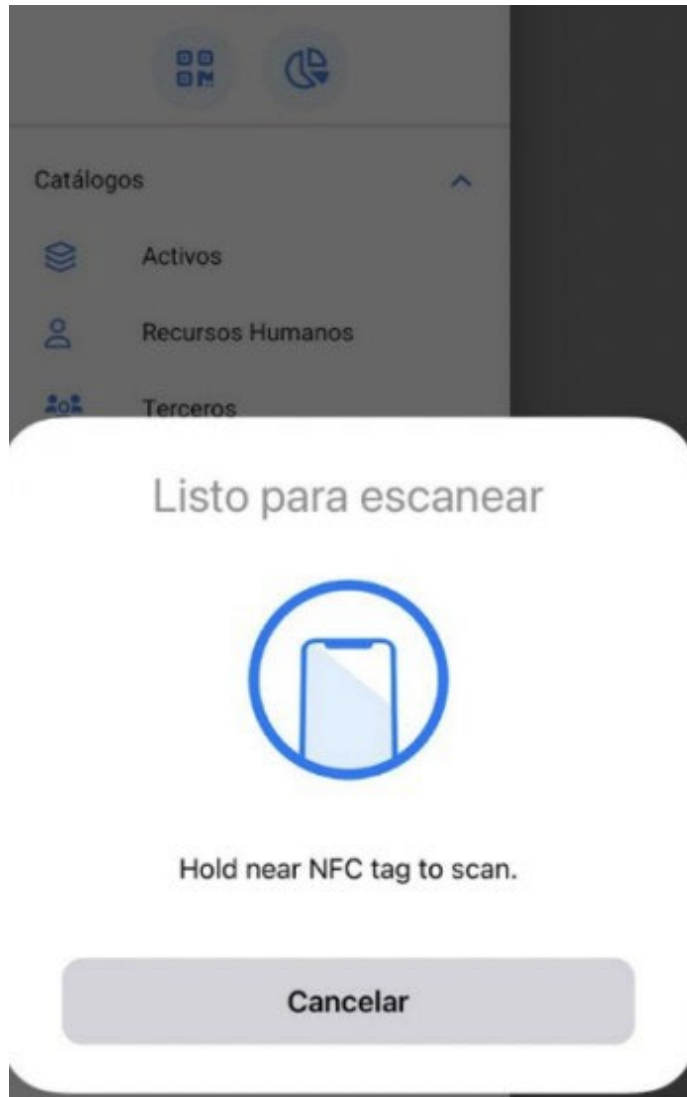 Catálogos
Activos
Recursos Humanos
Terceros
Listo para escanear
Hold near NFC tag to scan.
Cancelar